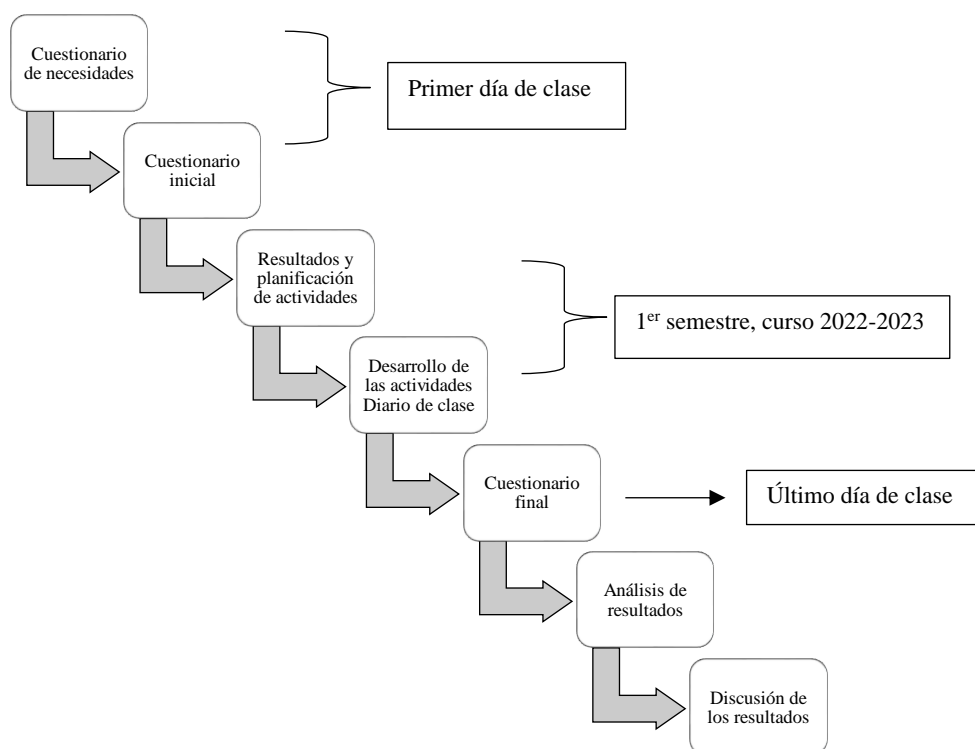 Cuestionario
de necesidades
Primer día de clase
Cuestionario
inicial
Resultados y
planificación
de actividades
1er semestre, curso 2022-2023
Desarrollo de
las actividades
Diario de clase
Cuestionario
final
Último día de clase
Análisis de
resultados
Discusión de
los resultados